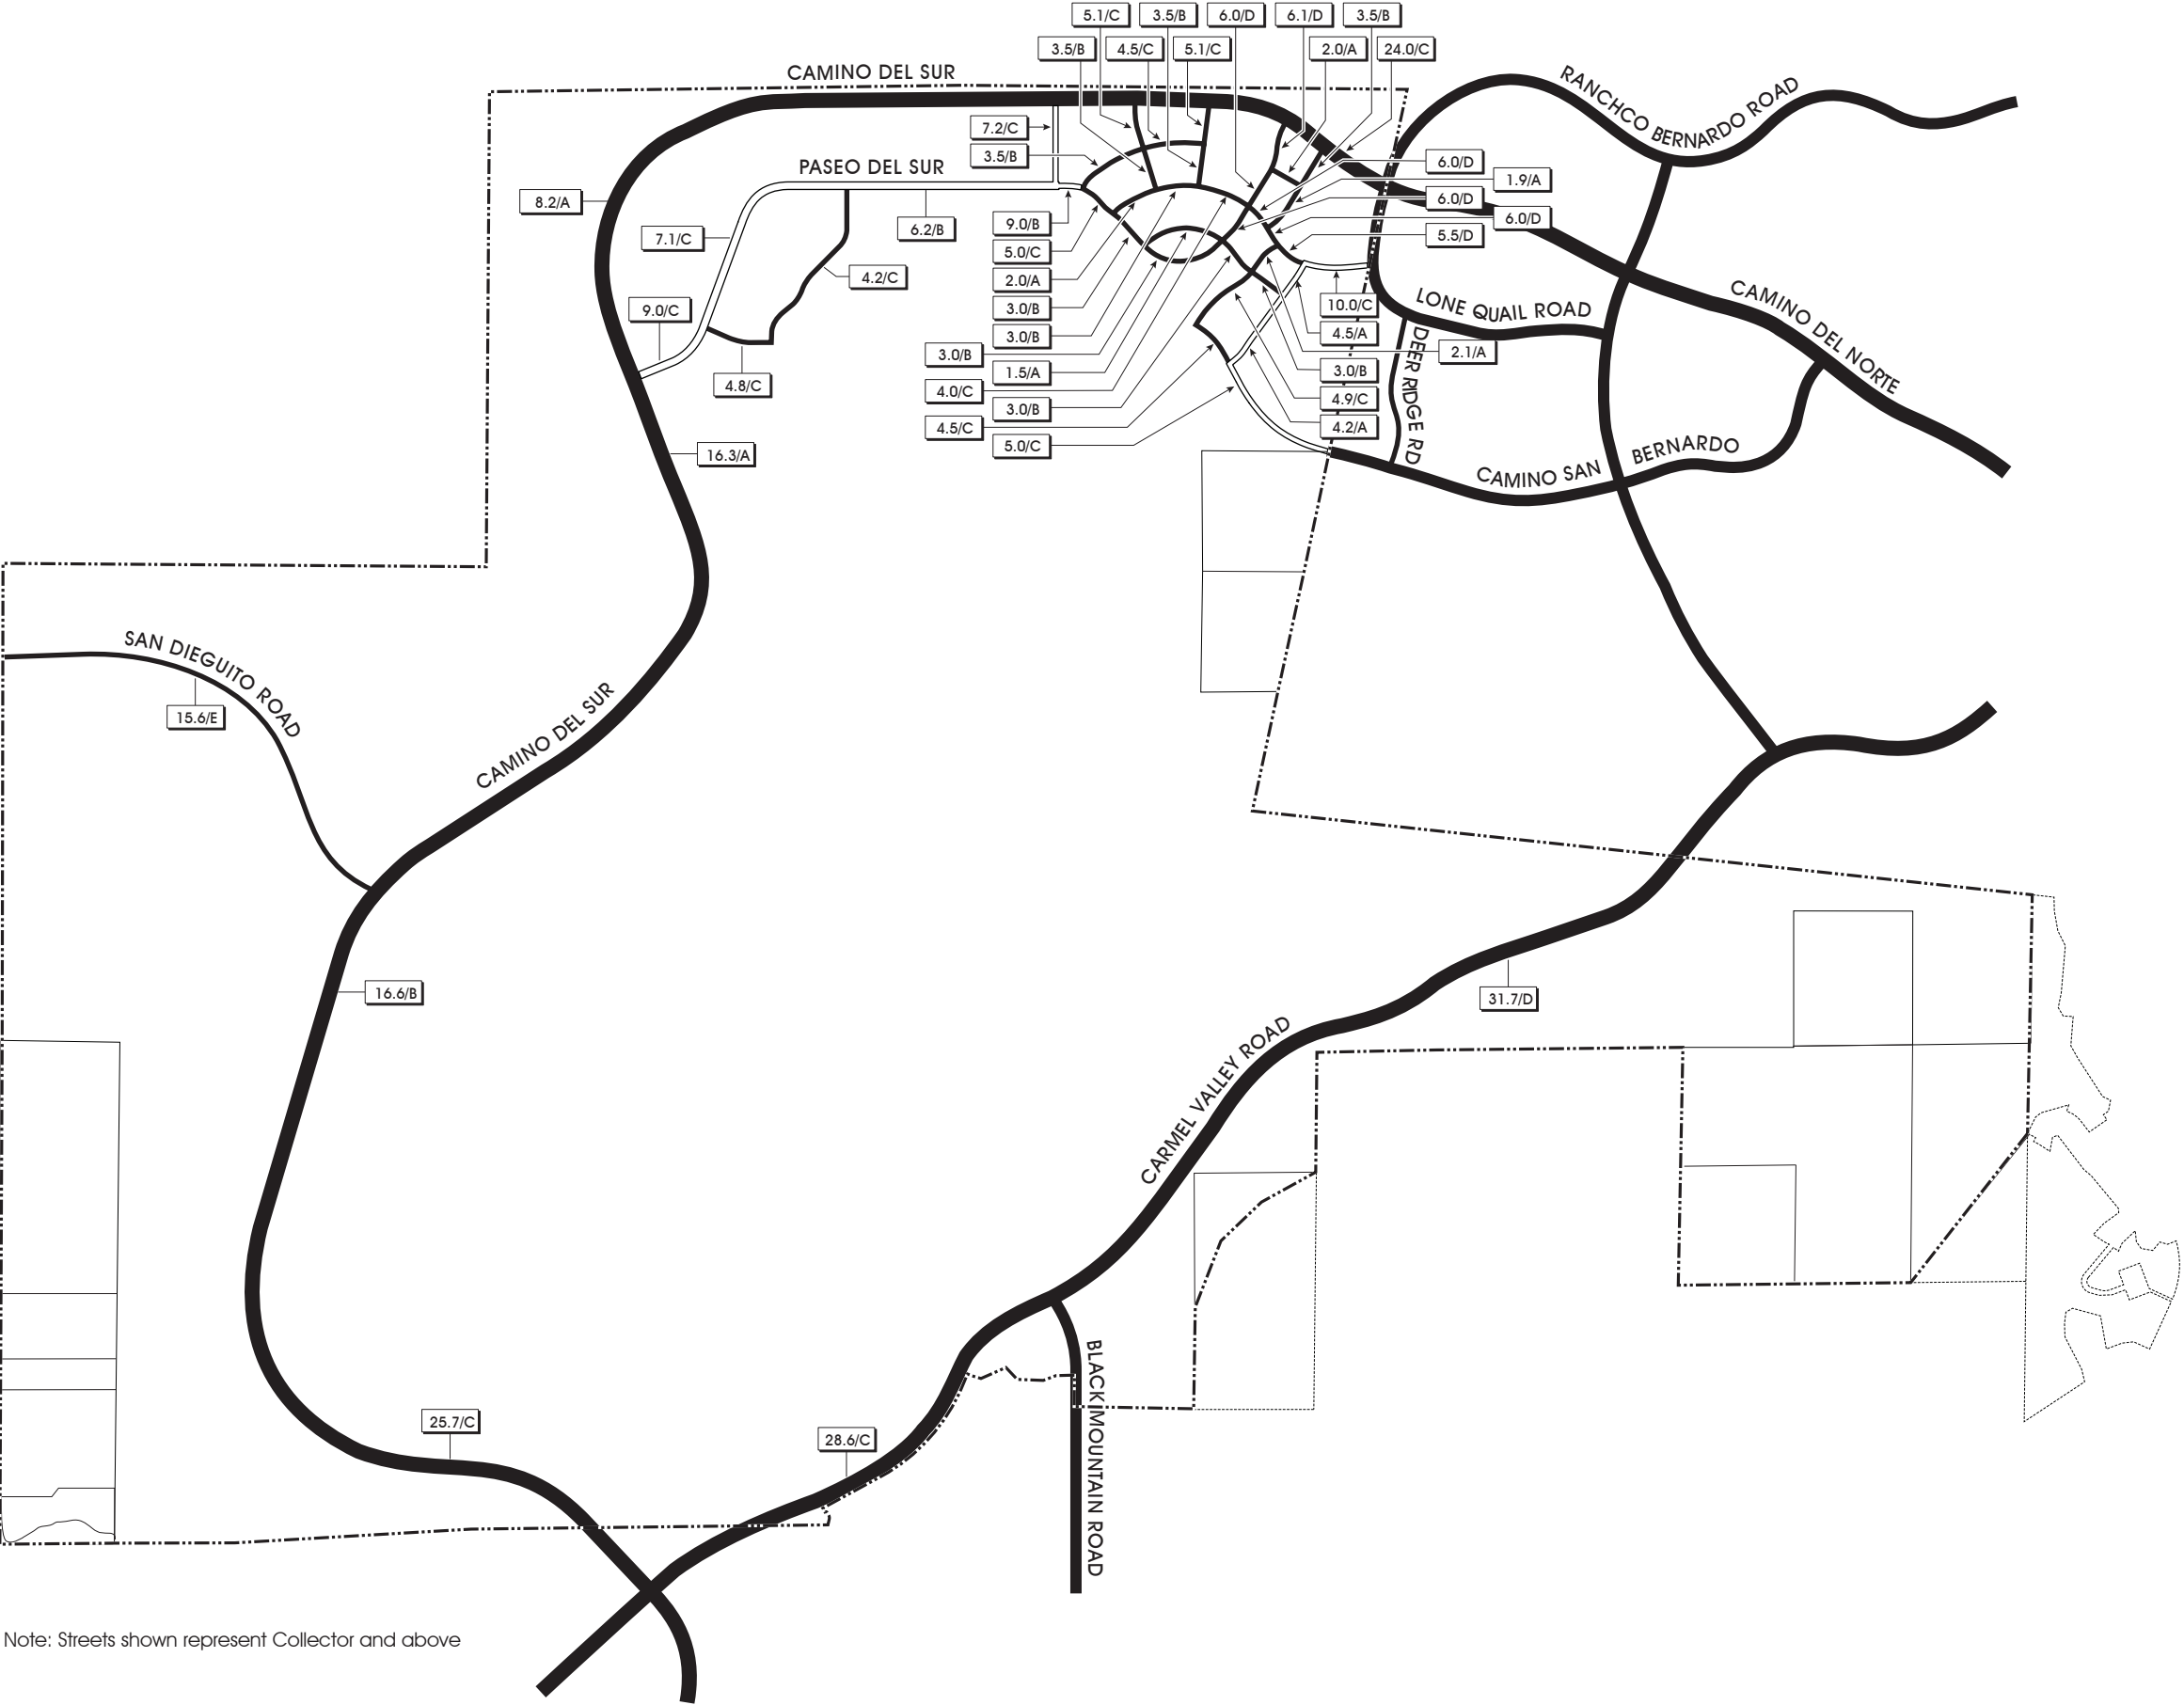 5.1/C
3.5/B
6.0/D
6.1/D
3.5/B
3.5/B
4.5/C
5.1/C
2.0/A
24.0/C
CAMINO DEL SUR
RANCHCO BERNARDO ROAD
7.2/C
3.5/B
PASEO DEL SUR
6.0/D
1.9/A
8.2/A
6.0/D
6.0/D
9.0/B
6.2/B
7.1/C
5.5/D
5.0/C
4.2/C
2.0/A
CAMINO DEL NORTE
9.0/C
3.0/B
10.0/C
LONE QUAIL ROAD
3.0/B
4.5/A
3.0/B
2.1/A
DEER RIDGE RD
1.5/A
3.0/B
4.8/C
4.0/C
4.9/C
3.0/B
4.5/C
4.2/A
5.0/C
16.3/A
CAMINO SAN
BERNARDO
SAN DIEGUITO ROAD
15.6/E
CAMINO DEL SUR
16.6/B
31.7/D
CARMEL VALLEY ROAD
25.7/C
28.6/C
BLACK MOUNTAIN ROAD
Note: Streets shown represent Collector and above